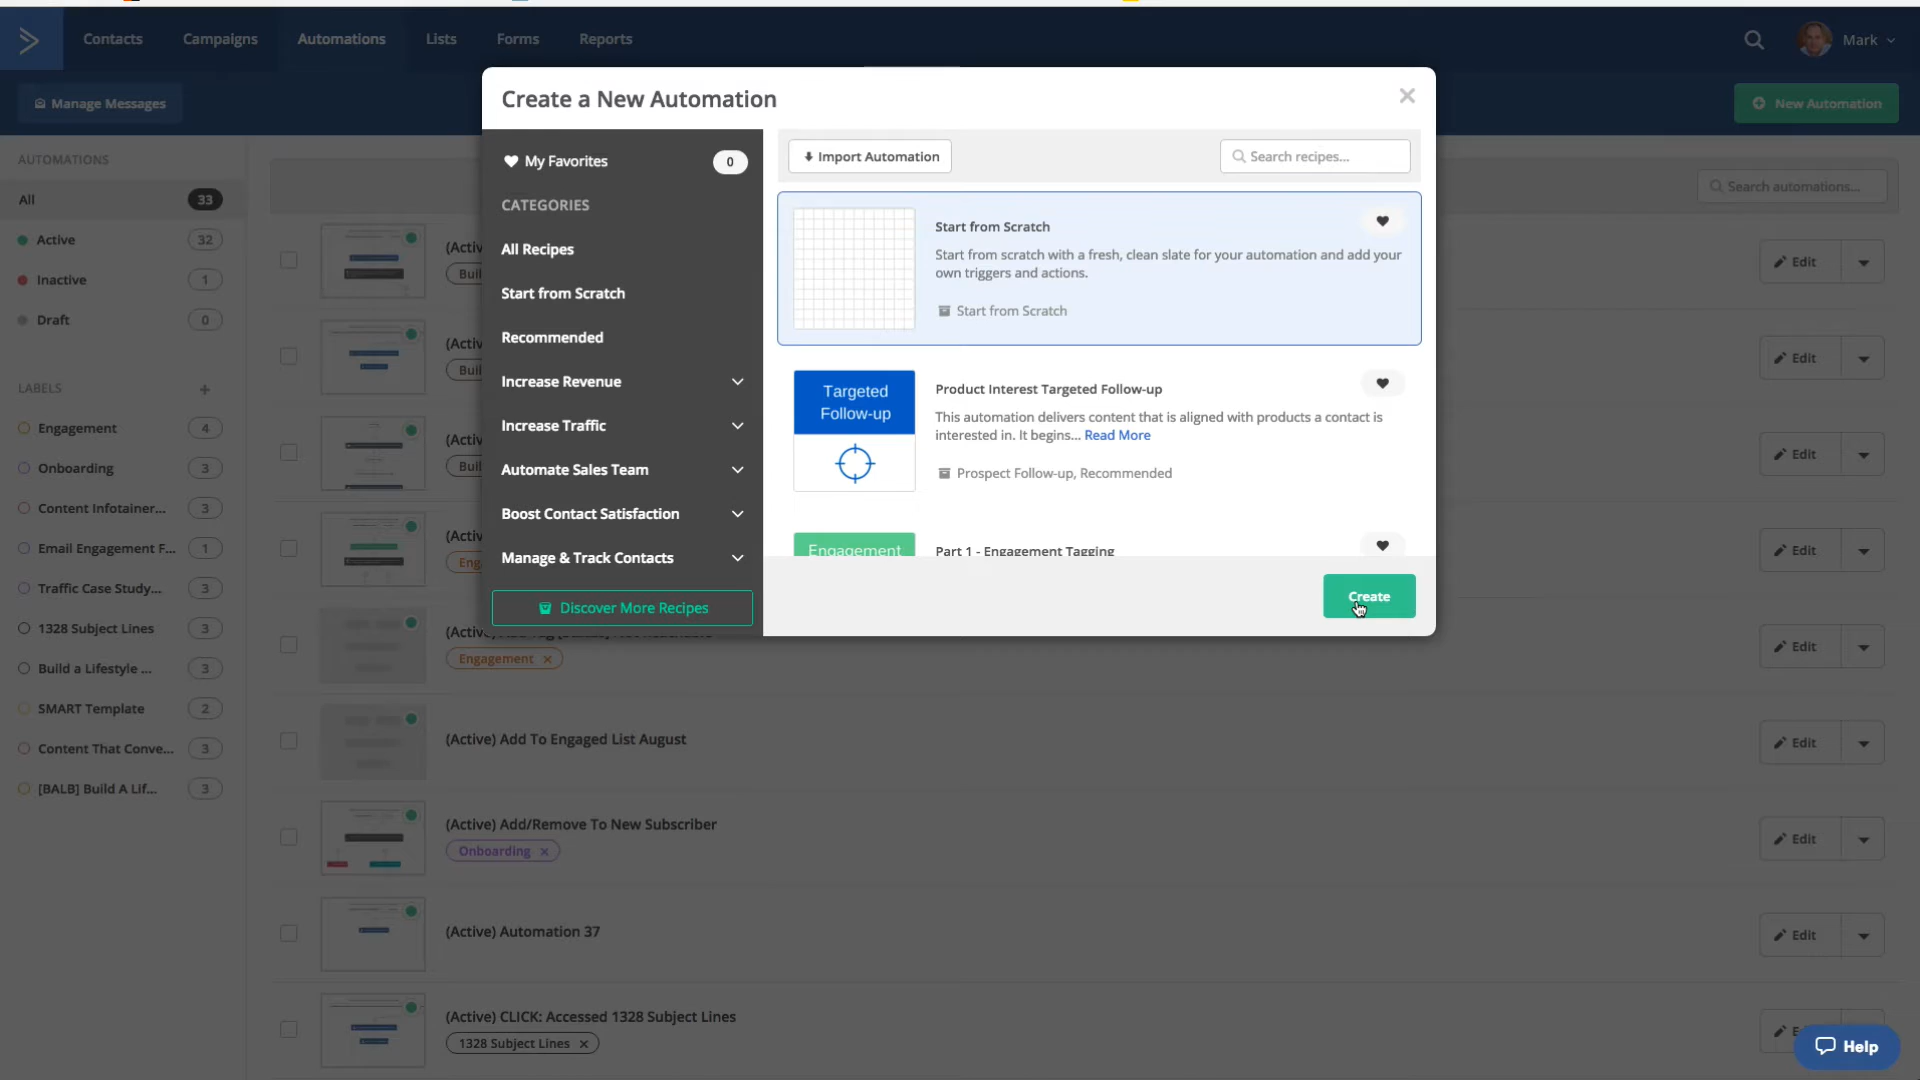 Contacts
Campaigns
Automations
Lists
Forms
Reports
Mark
Manage Messages
New Automation
Create a New Automation
AUTOMATIONS
All 33
Active 32
Inactive 1
Draft 0
LABELS +
Engagement 4
Onboarding 3
Content Infotainer... 3
Email Engagement F... 1
Traffic Case Study... 3
1328 Subject Lines 3
Build a Lifestyle ... 3
SMART Template 2
Content That Conve... 3
[BALB] Build A Lif... 3
My Favorites 0
CATEGORIES
All Recipes
Start from Scratch
Recommended
Increase Revenue
Increase Traffic
Automate Sales Team
Boost Contact Satisfaction
Manage & Track Contacts
Discover More Recipes
Import Automation
Search recipes...
Start from Scratch
Start from scratch with a fresh, clean slate for your automation and add your
own triggers and actions.
Start from Scratch
Targeted
Follow-up
Product Interest Targeted Follow-up
This automation delivers content that is aligned with products a contact is
interested in. It begins... Read More
Prospect Follow-up, Recommended
Engagement
Part 1 - Engagement Tagging
Create
Search automations...
(Activ
Buil
Edit
(Activ
Buil
Edit
(Activ
Buil
Edit
(Activ
Eng
Edit
Engagement ×
Edit
(Active) Add To Engaged List August
Edit
(Active) Add/Remove To New Subscriber
Onboarding ×
Edit
(Active) Automation 37
Edit
(Active) CLICK: Accessed 1328 Subject Lines
1328 Subject Lines ×
Help